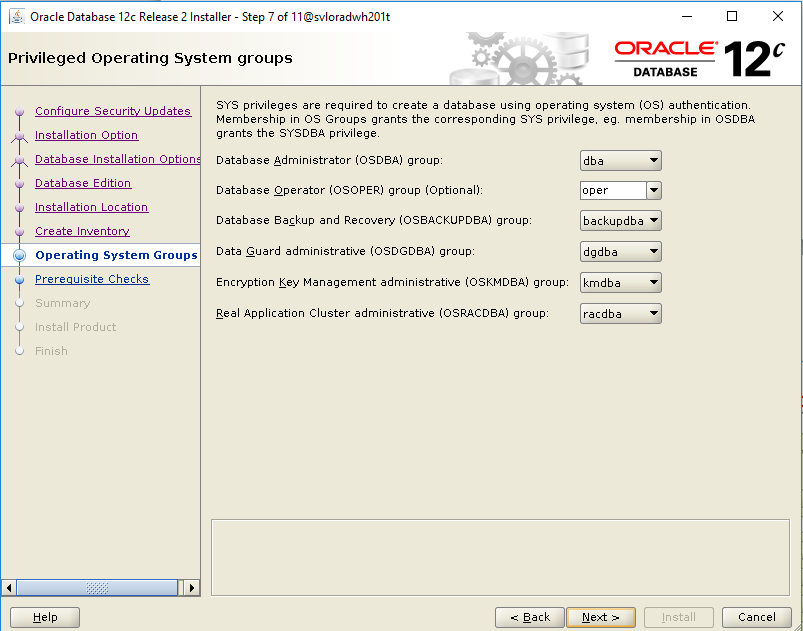 Oracle Database 12c Release 2 Installer - Step 7 of 11@svloradwh201t
Privileged Operating System groups
ORACLE
DATABASE
12c
Configure Security Updates
Installation Option
Database Installation Options
Database Edition
Installation Location
Create Inventory
Operating System Groups
Prerequisite Checks
Summary
Install Product
Finish
SYS privileges are required to create a database using operating system (OS) authentication.
Membership in OS Groups grants the corresponding SYS privilege, eg. membership in OSDBA
grants the SYSDBA privilege.
Database Administrator (OSDBA) group: dba
Database Operator (OSOPER) group (Optional): oper
Database Backup and Recovery (OSBACKUPDBA) group: backupdba
Data Guard administrative (OSDGDBA) group: dgdba
Encryption Key Management administrative (OSKMDBA) group: kmdba
Real Application Cluster administrative (OSRACDBA) group: racdba
Help < Back Next > Install Cancel